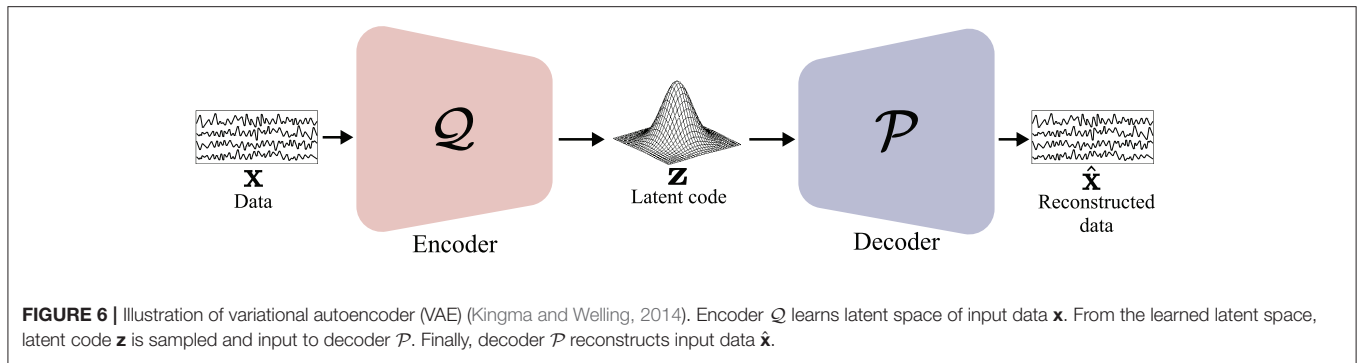 𝒬
𝒫
x
z
x̂
Data
Latent code
Reconstructed
data
Encoder
Decoder
FIGURE 6 | Illustration of variational autoencoder (VAE) (Kingma and Welling, 2014). Encoder 𝒬 learns latent space of input data x. From the learned latent space,
latent code z is sampled and input to decoder 𝒫. Finally, decoder 𝒫 reconstructs input data x̂.